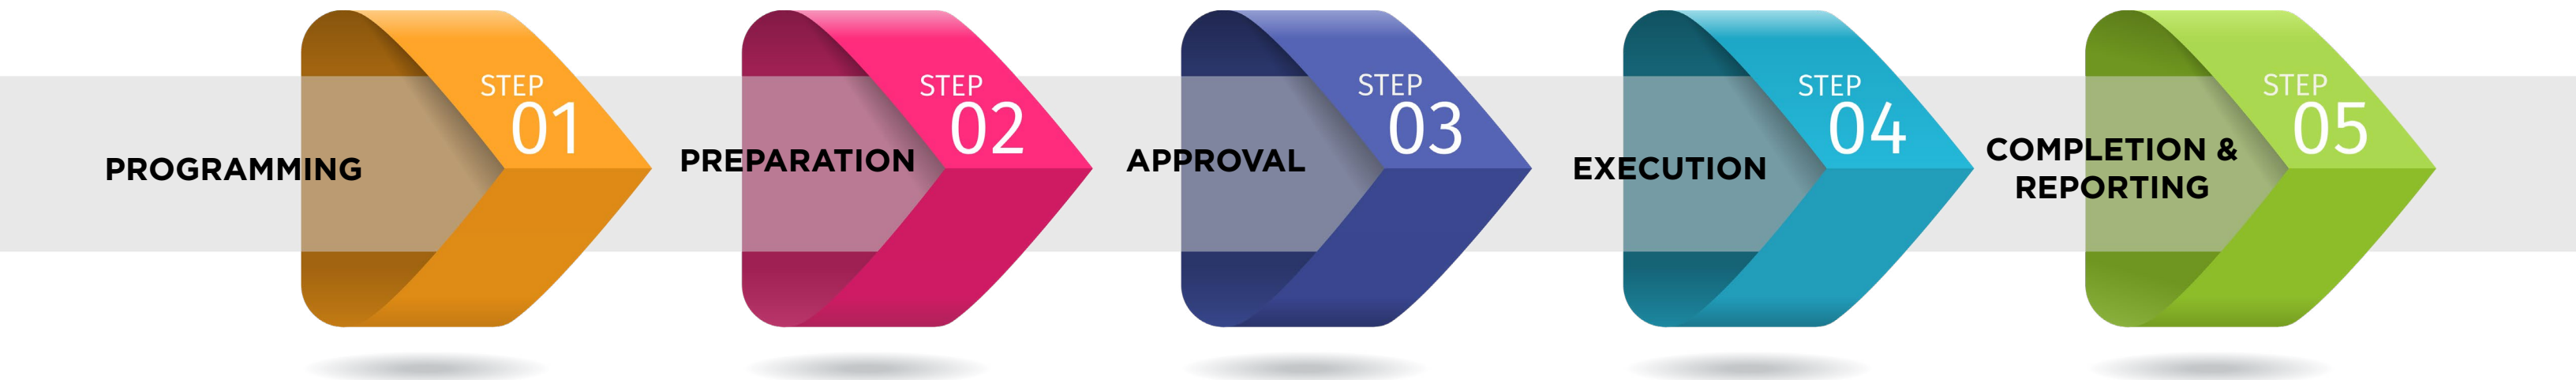 PROGRAMMING
STEP
01
PREPARATION
STEP
02
APPROVAL
STEP
03
EXECUTION
STEP
04
COMPLETION &
REPORTING
STEP
05